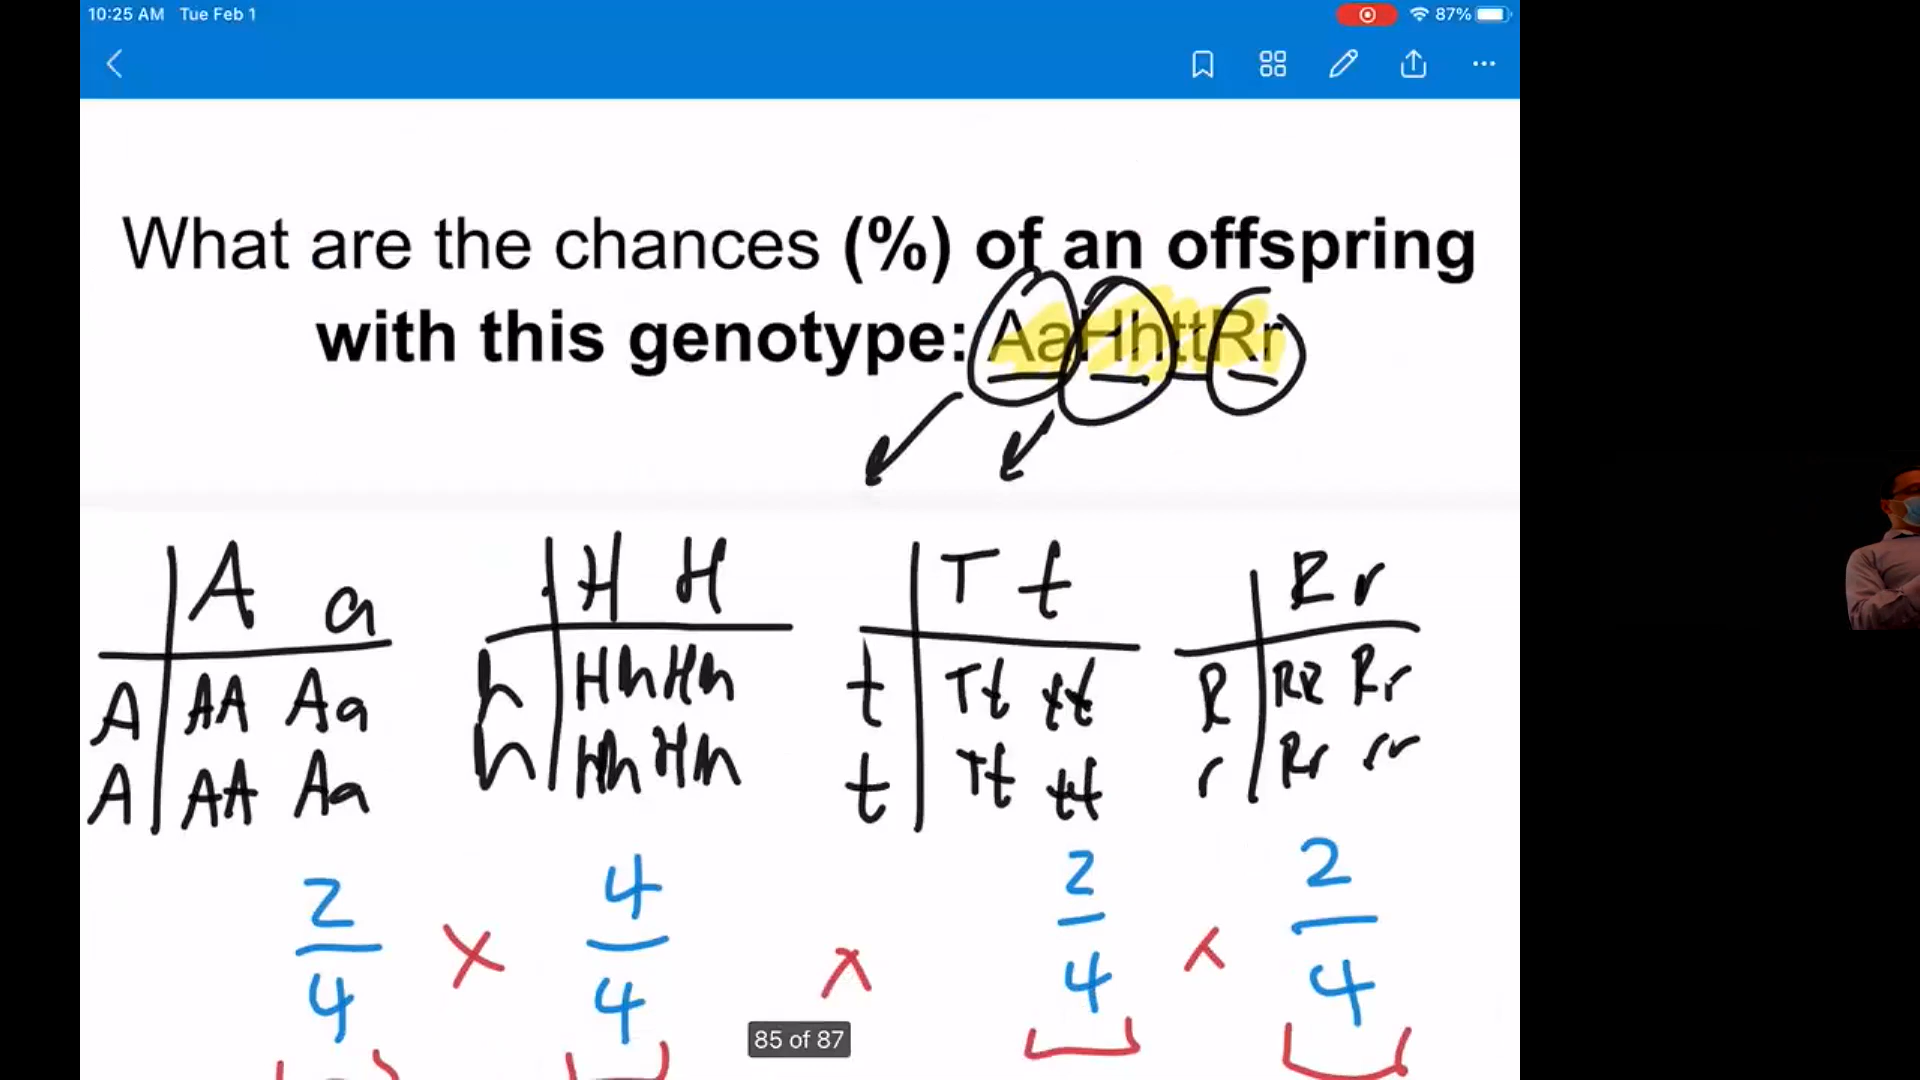 10:25 AM Tue Feb 1
87%
What are the chances (%) of an offspring
with this genotype: AaHhttRr
A a
A AA Aa
A AA Aa
H H
h Hh Hh
h Hh Hh
T t
t Tt tt
t Tt tt
R r
R RR Rr
r Rr rr
2/4 × 4/4 × 2/4 × 2/4
85 of 87